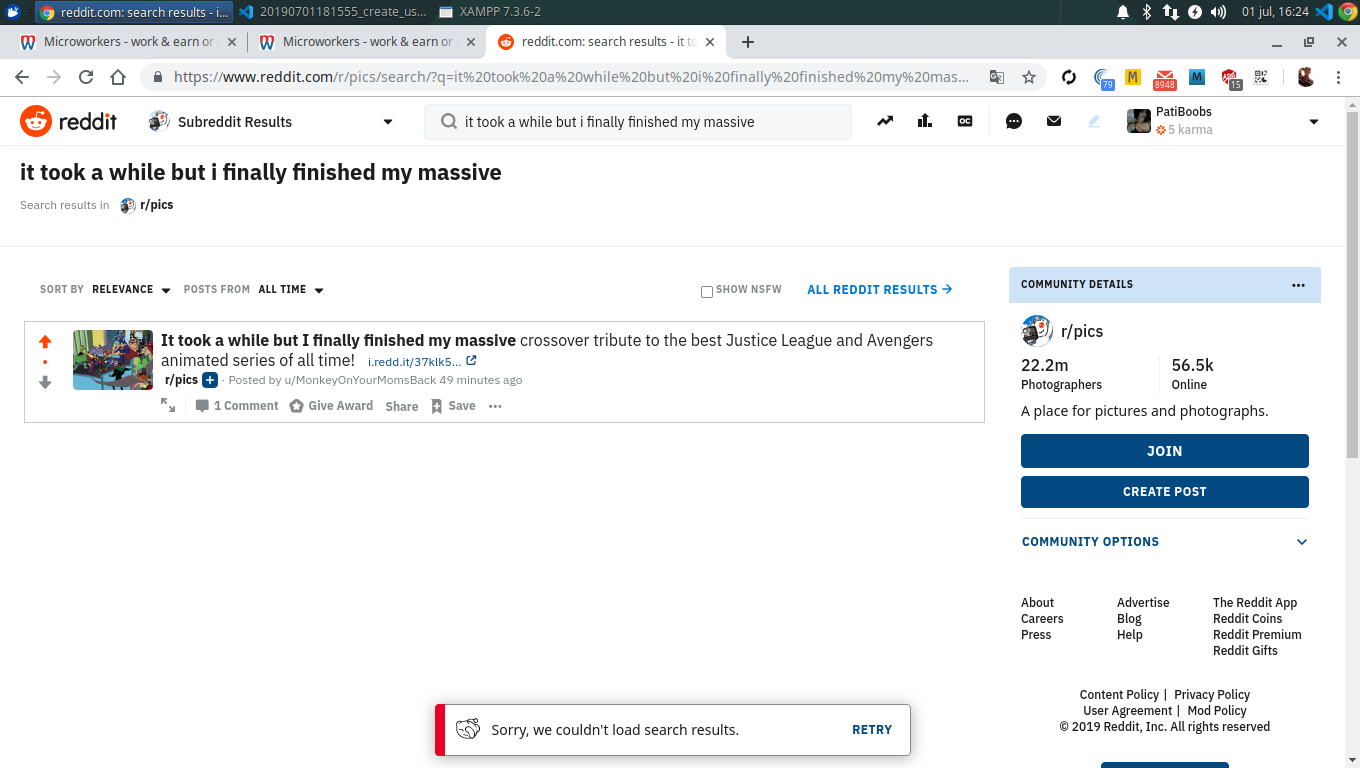 reddit.com: search results - i...
20190701181555_create_us...
XAMPP 7.3.6-2
01 jul, 16:24
Microworkers - work & earn or
Microworkers - work & earn or
reddit.com: search results - it to
https://www.reddit.com/r/pics/search/?q=it%20took%20a%20while%20but%20i%20finally%20finished%20my%20mas...
79
M
8948
M
ABP
15
reddit
Subreddit Results
it took a while but i finally finished my massive
PatiBoobs
5 karma
it took a while but i finally finished my massive
Search results in r/pics
SORT BY RELEVANCE POSTS FROM ALL TIME
SHOW NSFW
ALL REDDIT RESULTS →
It took a while but I finally finished my massive crossover tribute to the best Justice League and Avengers
animated series of all time! i.redd.it/37klk5...
r/pics · Posted by u/MonkeyOnYourMomsBack 49 minutes ago
1 Comment Give Award Share Save
COMMUNITY DETAILS
r/pics
22.2m 56.5k
Photographers Online
A place for pictures and photographs.
JOIN
CREATE POST
COMMUNITY OPTIONS
About Advertise The Reddit App
Careers Blog Reddit Coins
Press Help Reddit Premium
Reddit Gifts
Content Policy | Privacy Policy
User Agreement | Mod Policy
© 2019 Reddit, Inc. All rights reserved
Sorry, we couldn't load search results. RETRY